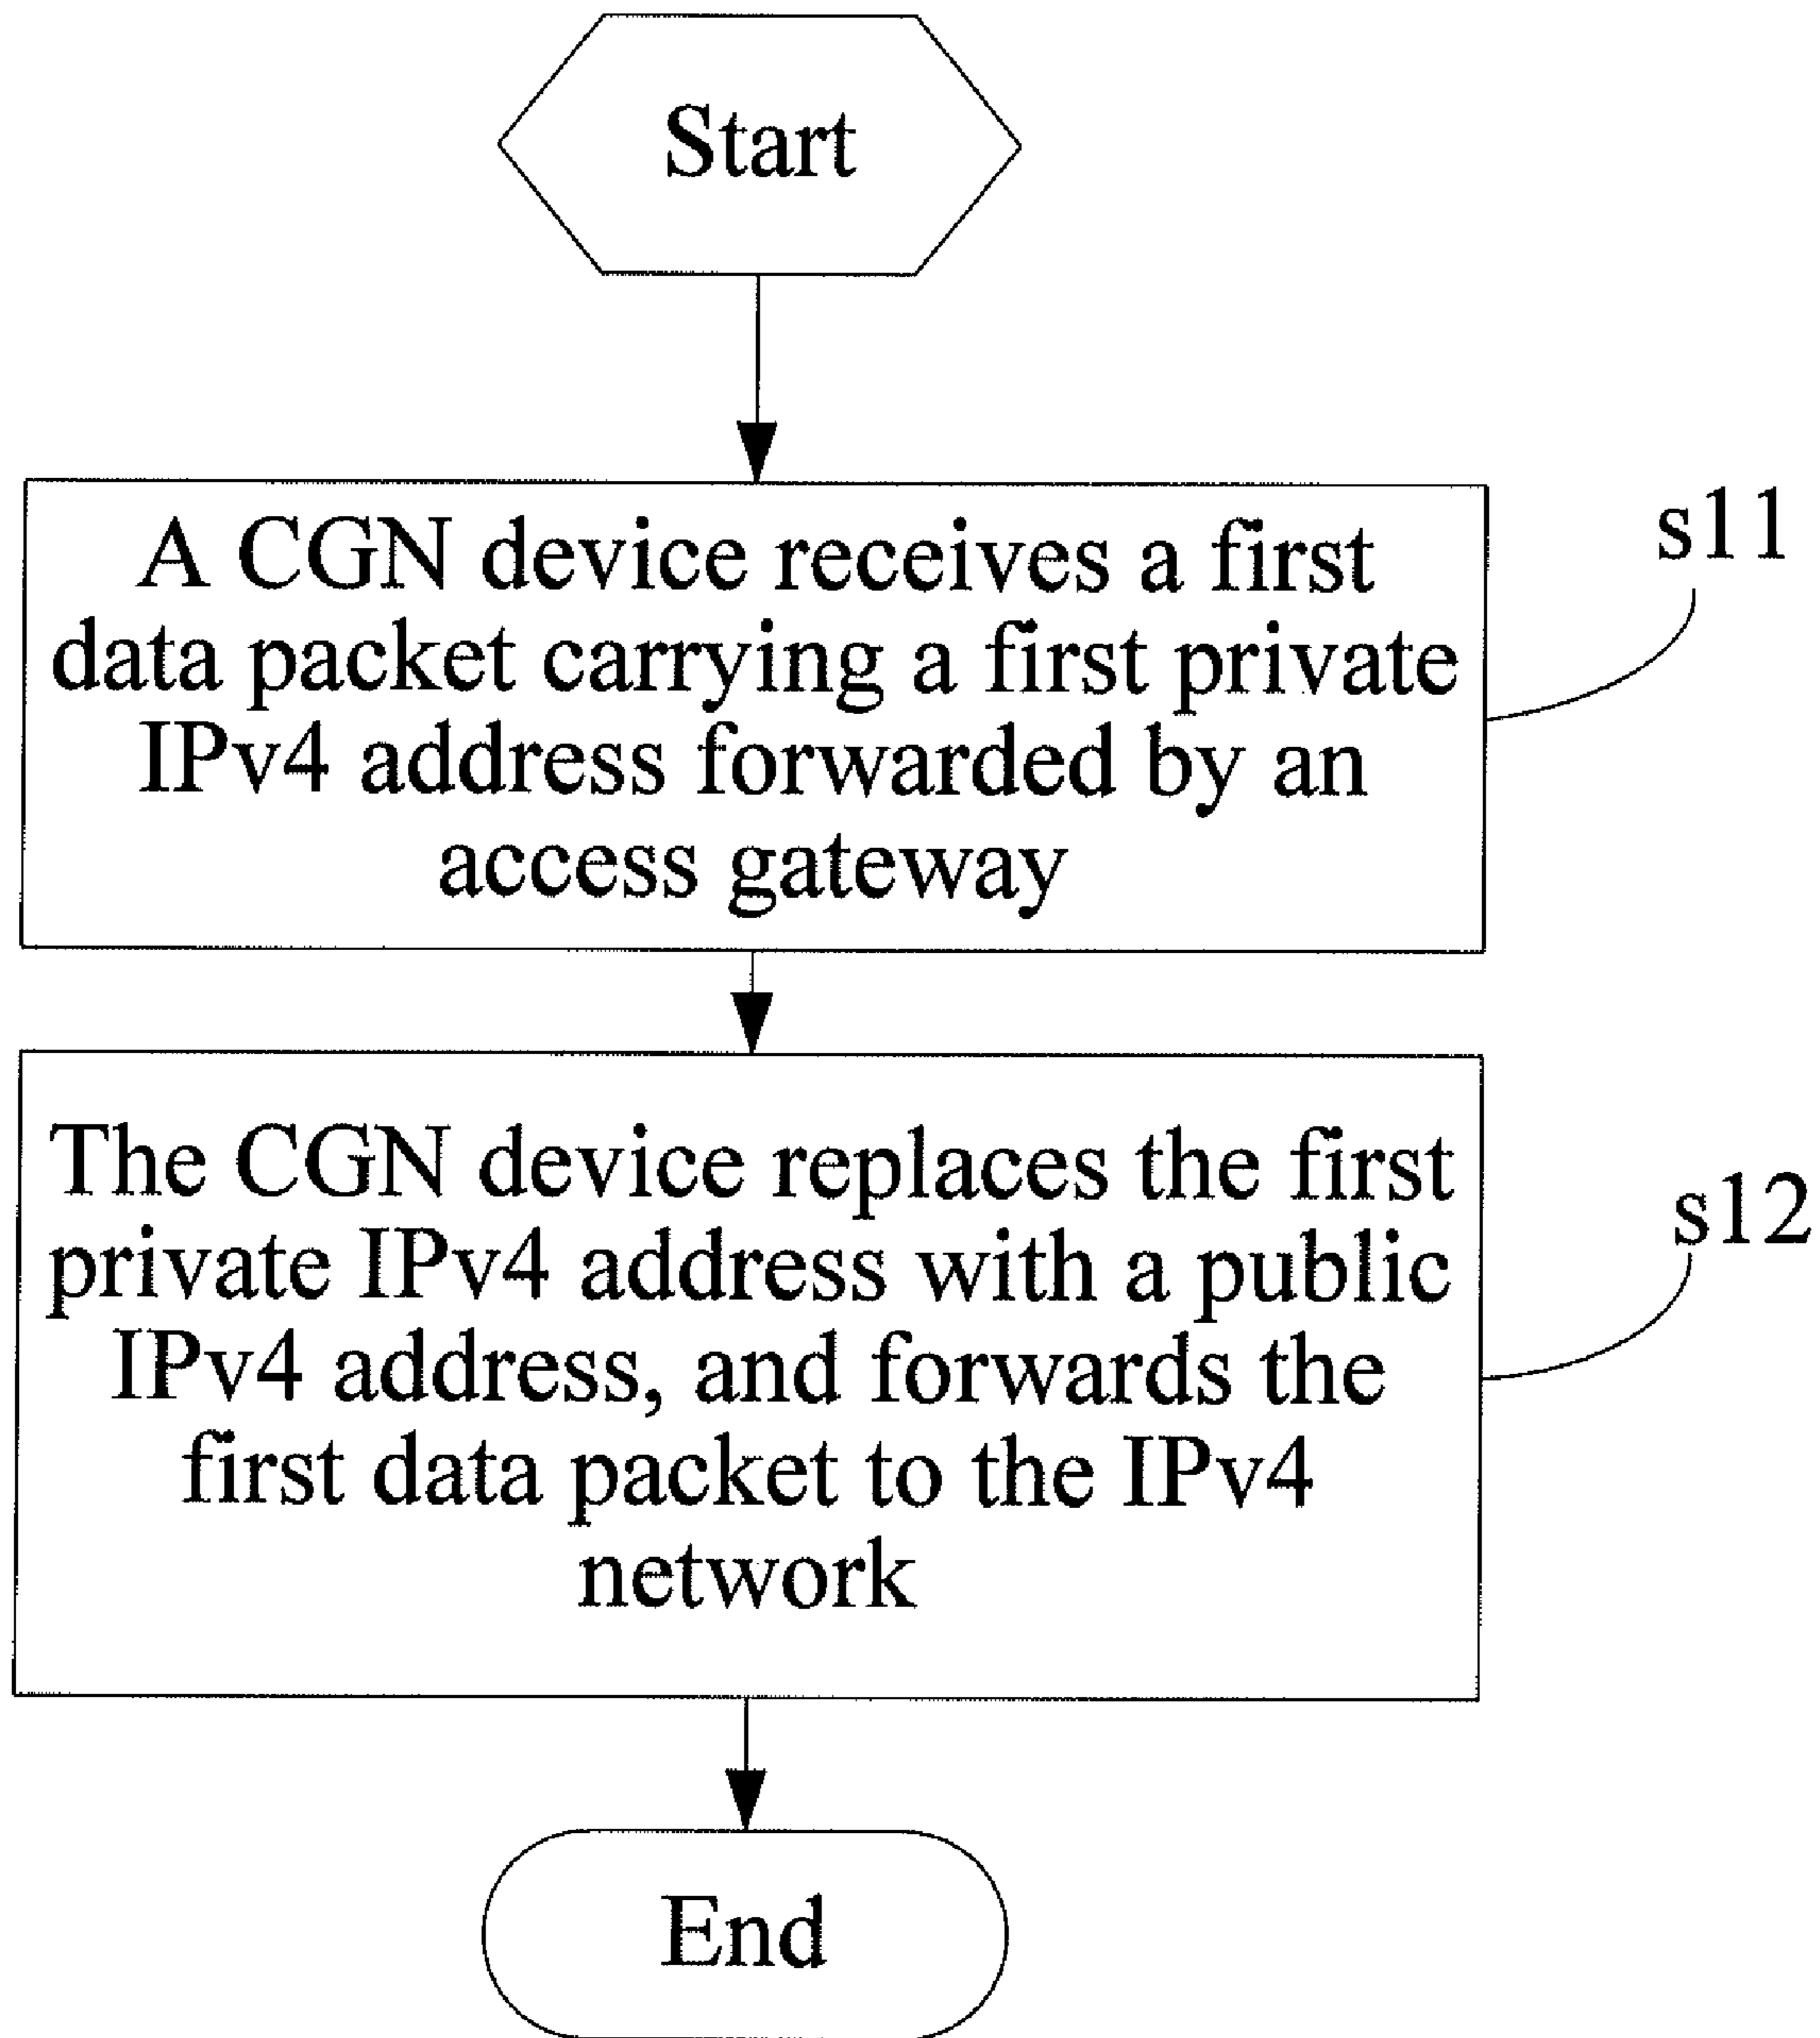 Start
A CGN device receives a first
data packet carrying a first private
IPv4 address forwarded by an
access gateway
s11
The CGN device replaces the first
private IPv4 address with a public
IPv4 address, and forwards the
first data packet to the IPv4
network
s12
End